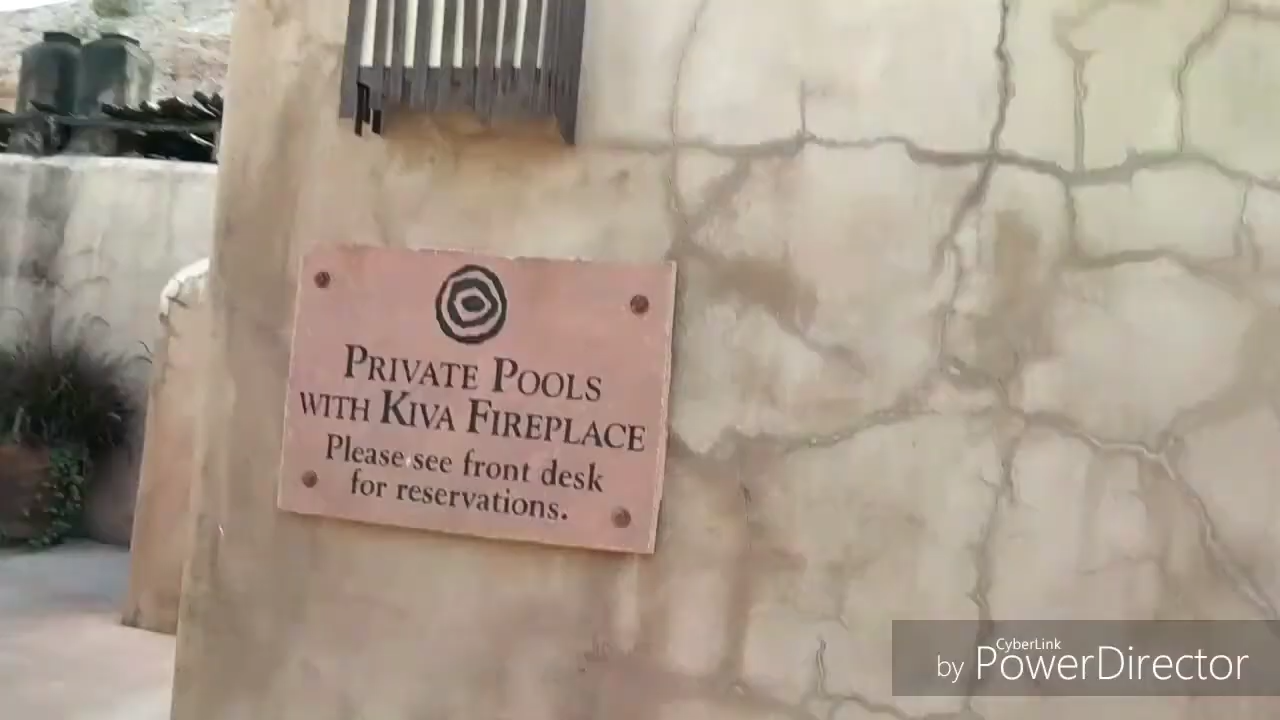 PRIVATE POOLS
WITH KIVA FIREPLACE
Please see front desk
for reservations.
CyberLink
by PowerDirector